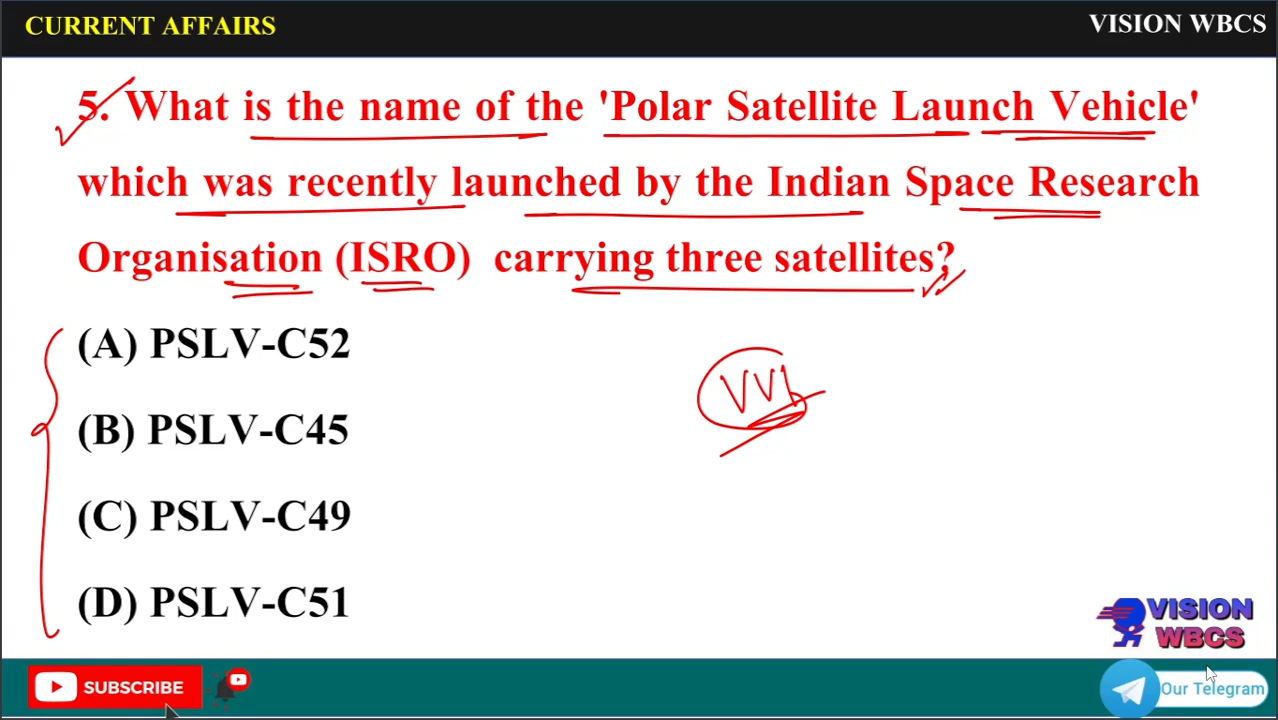 CURRENT AFFAIRS
VISION WBCS
5. What is the name of the 'Polar Satellite Launch Vehicle'
which was recently launched by the Indian Space Research
Organisation (ISRO) carrying three satellites?
(A) PSLV-C52
(B) PSLV-C45
(C) PSLV-C49
(D) PSLV-C51
VVI
VISION
WBCS
SUBSCRIBE
Our Telegram